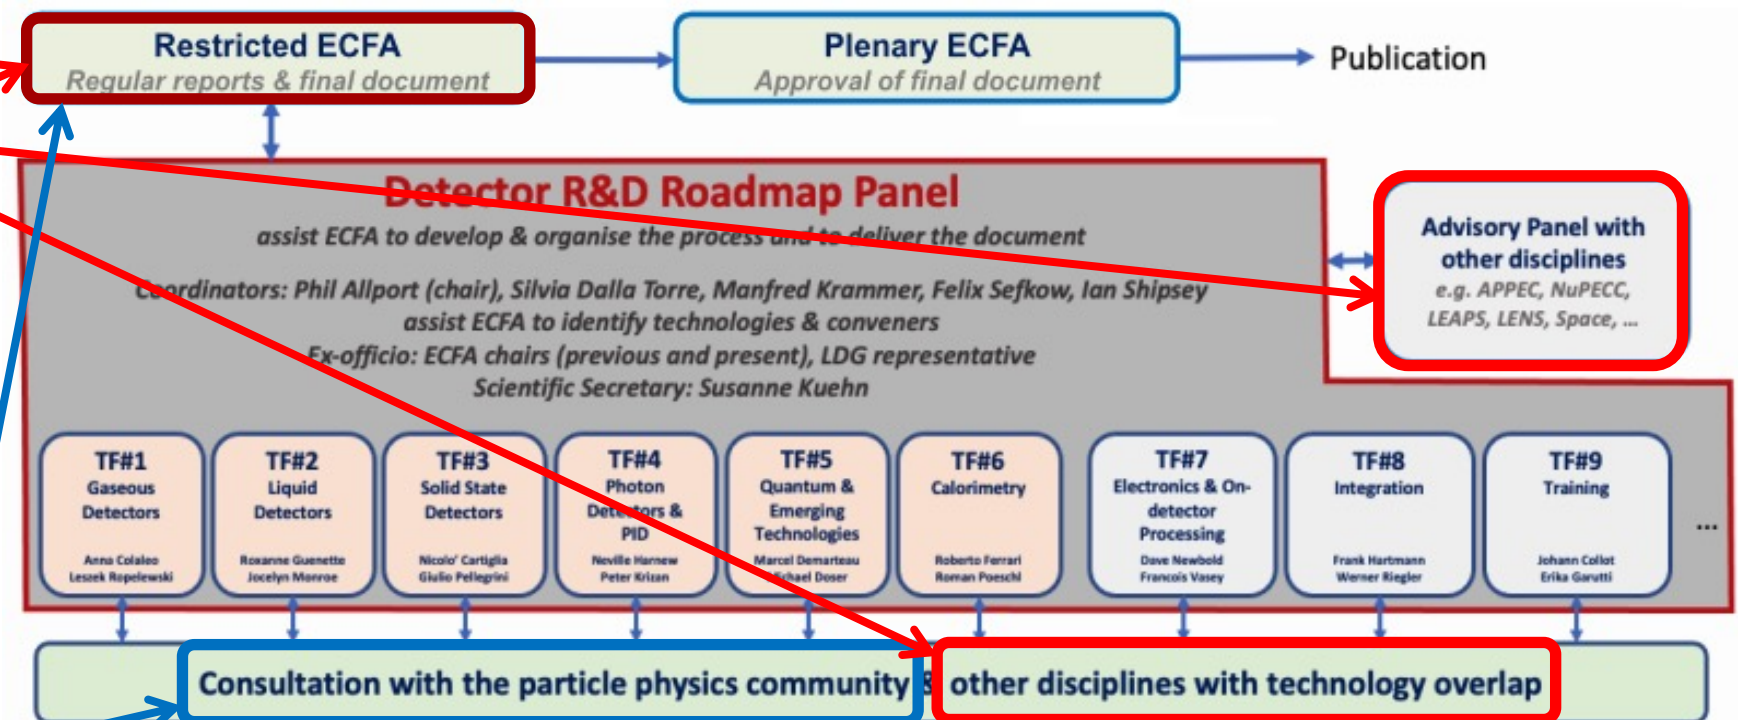 Restricted ECFA
Regular reports & final document
Plenary ECFA
Approval of final document
Publication
Detector R&D Roadmap Panel
assist ECFA to develop & organise the process and to deliver the document
Coordinators: Phil Allport (chair), Silvia Dalla Torre, Manfred Krammer, Felix Sefkow, Ian Shipsey
assist ECFA to identify technologies & conveners
Ex-officio: ECFA chairs (previous and present), LDG representative
Scientific Secretary: Susanne Kuehn
Advisory Panel with
other disciplines
e.g. APPEC, NuPECC,
LEAPS, LENS, Space, ...
TF#1
Gaseous
Detectors
Anna Colaleo
Leszek Ropelewski
TF#2
Liquid
Detectors
Roxanne Guenette
Jocelyn Monroe
TF#3
Solid State
Detectors
Nicolo' Cartiglia
Giulio Pellegrini
TF#4
Photon
Detectors &
PID
Neville Harnew
Peter Krizan
TF#5
Quantum &
Emerging
Technologies
Marcel Demarteau
Michael Doser
TF#6
Calorimetry
Roberto Ferrari
Roman Poeschl
TF#7
Electronics & On-
detector
Processing
Dave Newbold
Francois Vasey
TF#8
Integration
Frank Hartmann
Werner Riegler
TF#9
Training
Johann Collot
Erika Garutti
...
Consultation with the particle physics community & other disciplines with technology overlap